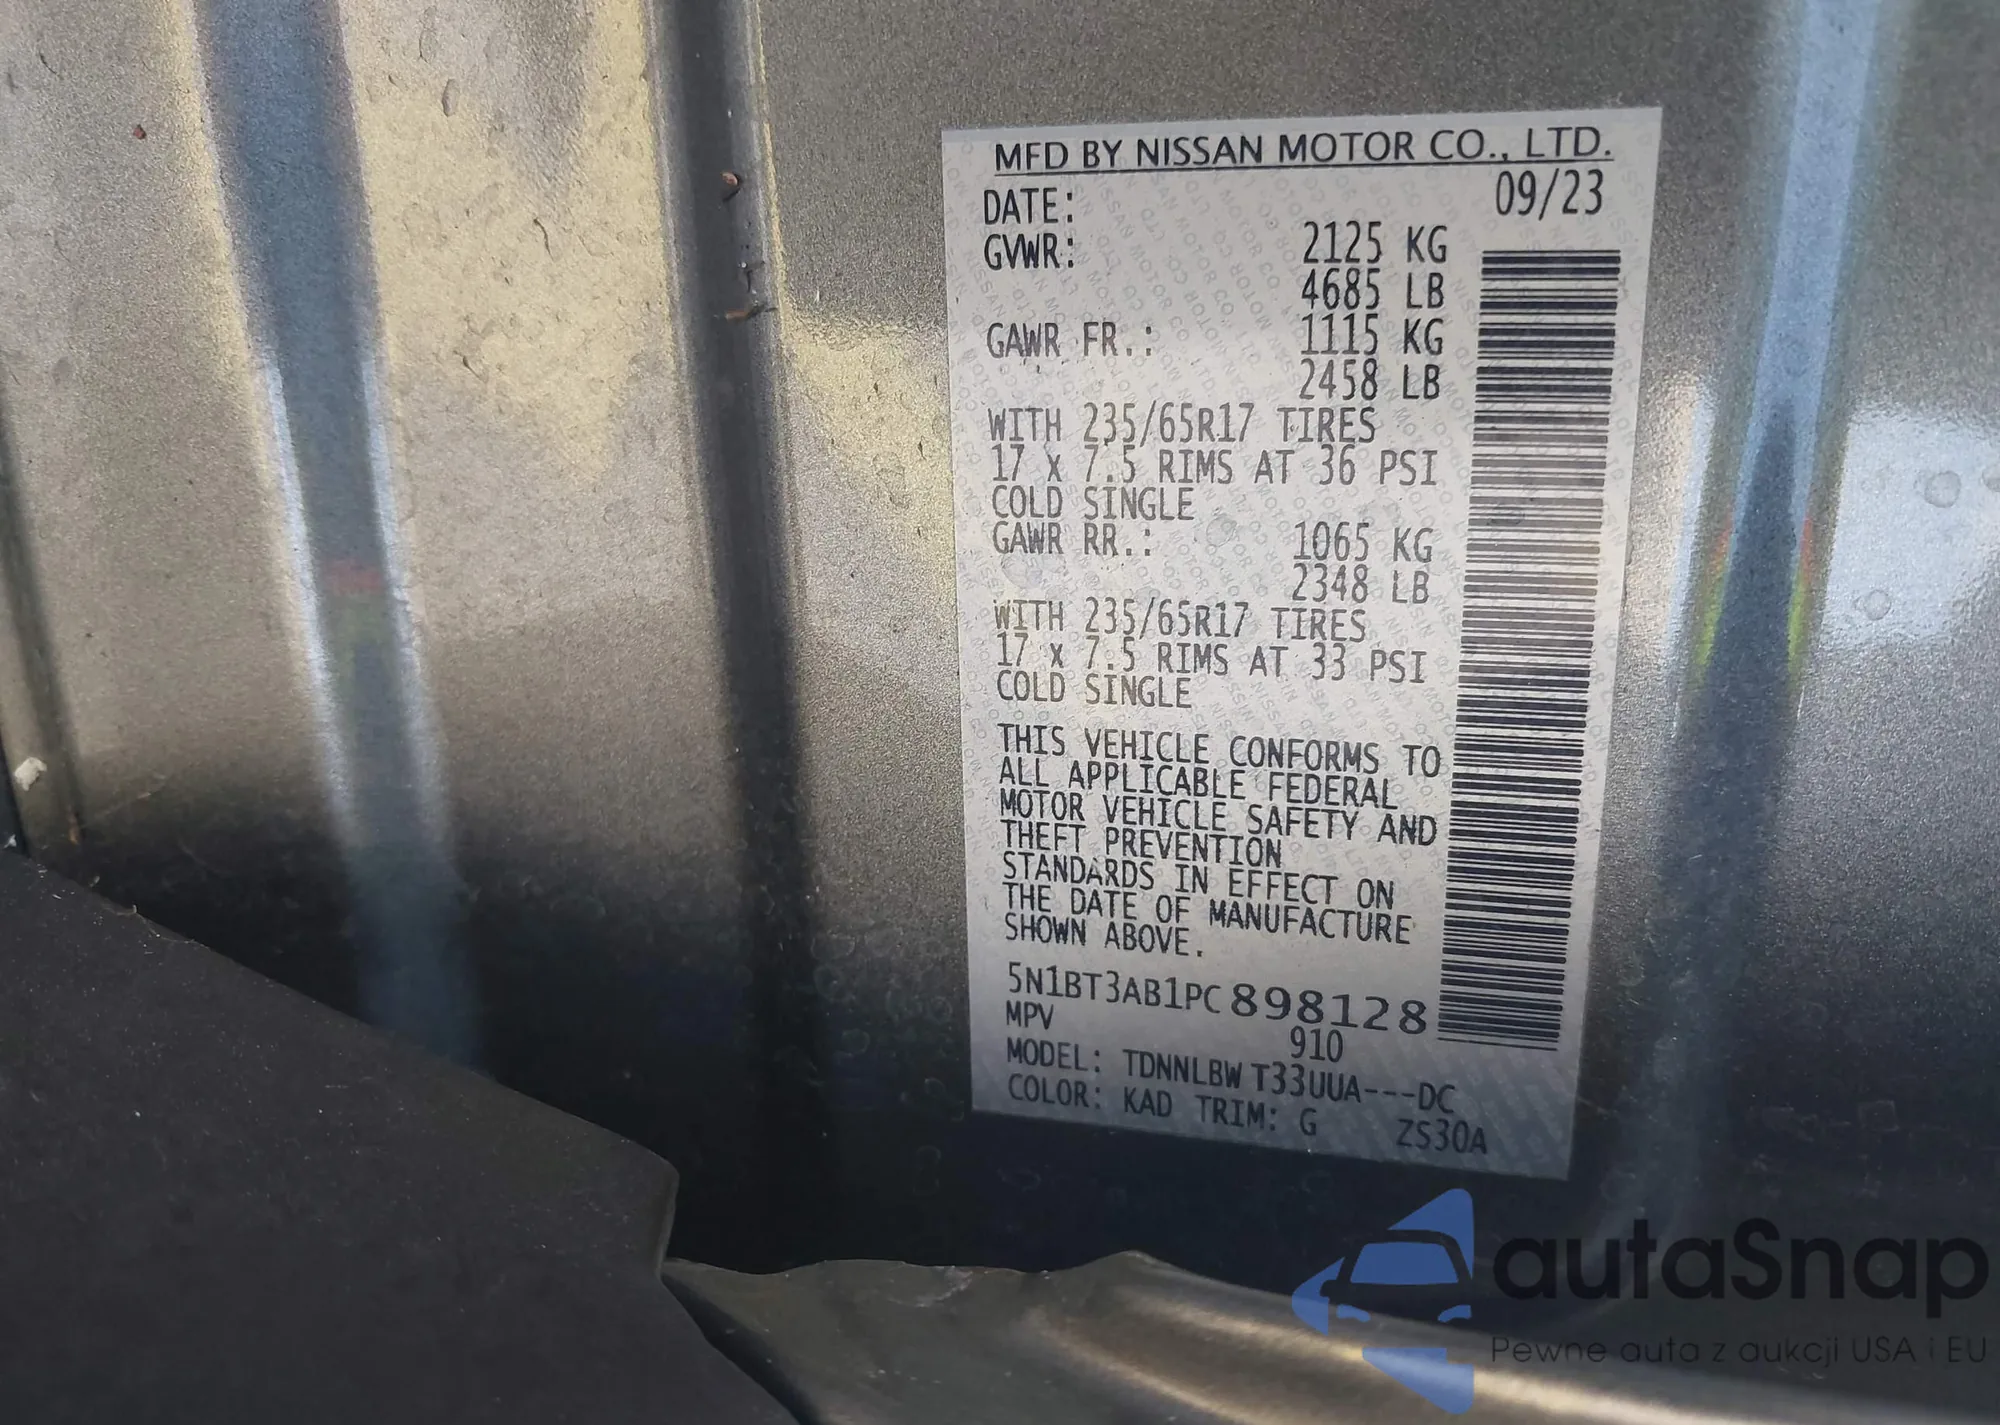 MFD BY NISSAN MOTOR CO., LTD.
DATE: 09/23
GVWR: 2125 KG
4685 LB
GAWR FR.: 1115 KG
2458 LB
WITH 235/65R17 TIRES
17 x 7.5 RIMS AT 36 PSI
COLD SINGLE
GAWR RR.: 1065 KG
2348 LB
WITH 235/65R17 TIRES
17 x 7.5 RIMS AT 33 PSI
COLD SINGLE
THIS VEHICLE CONFORMS TO
ALL APPLICABLE FEDERAL
MOTOR VEHICLE SAFETY AND
THEFT PREVENTION
STANDARDS IN EFFECT ON
THE DATE OF MANUFACTURE
SHOWN ABOVE.
5N1BT3AB1PC898128
MPV 910
MODEL: TDNNLBW T33UUA---DC
COLOR: KAD TRIM: G ZS30A
autaSnap
Pewne auta z aukcji USA i EU